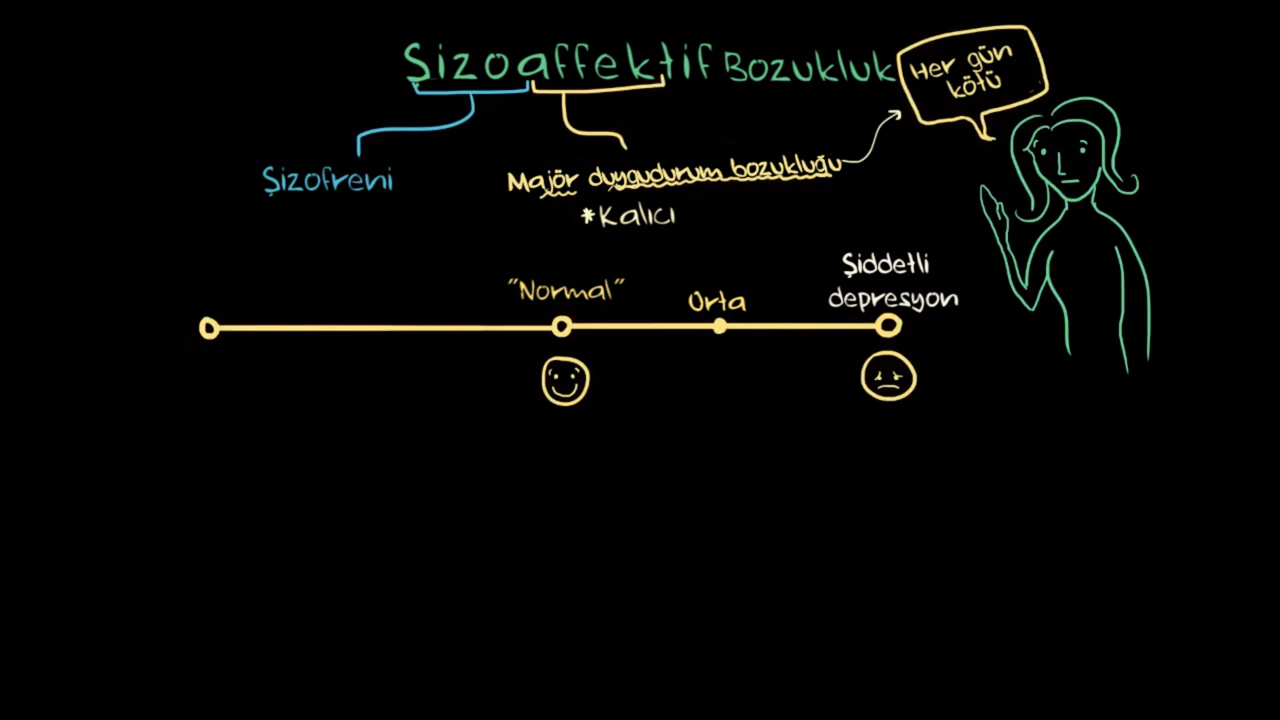 Şizoaffektif Bozukluk
Her gün
kötü
Şizofreni
Majör duygudurum bozukluğu
*Kalıcı
"Normal"
Orta
Şiddetli
depresyon